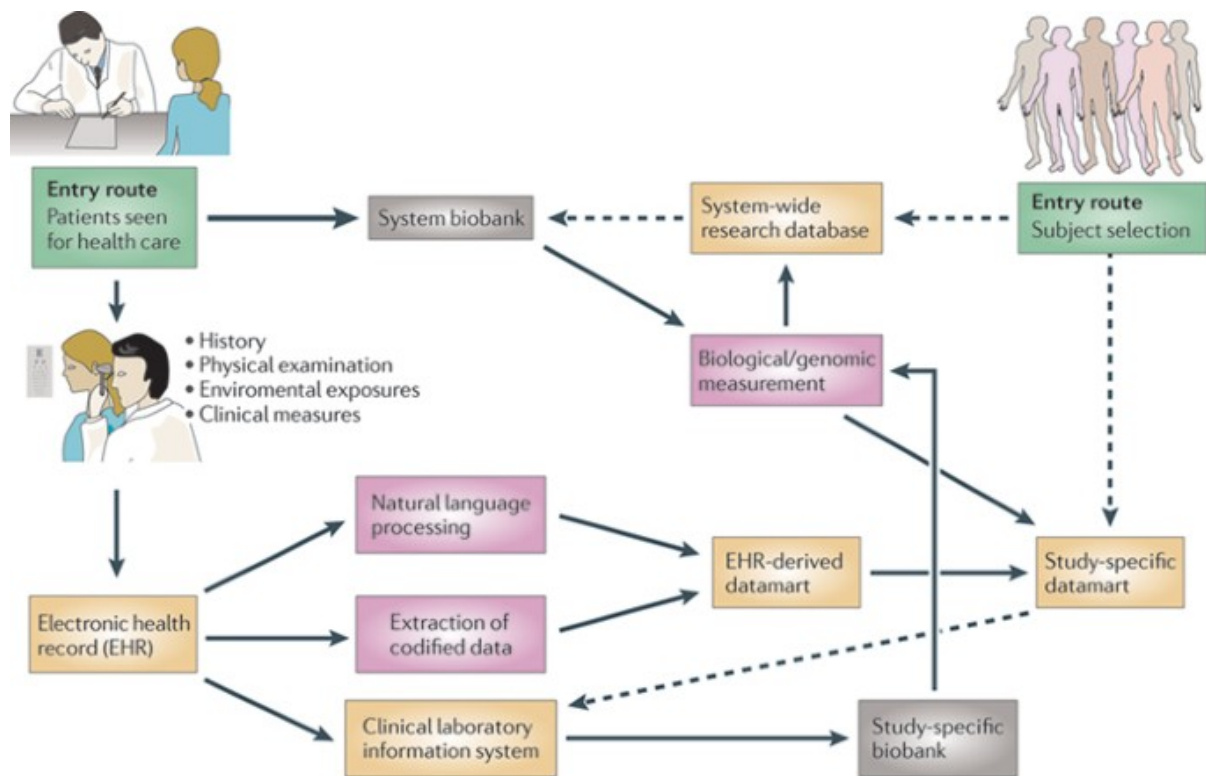 Entry route
Patients seen
for health care
System biobank
System-wide
research database
Entry route
Subject selection
• History
• Physical examination
• Enviromental exposures
• Clinical measures
Biological/genomic
measurement
Natural language
processing
EHR-derived
datamart
Study-specific
datamart
Electronic health
record (EHR)
Extraction of
codified data
Clinical laboratory
information system
Study-specific
biobank